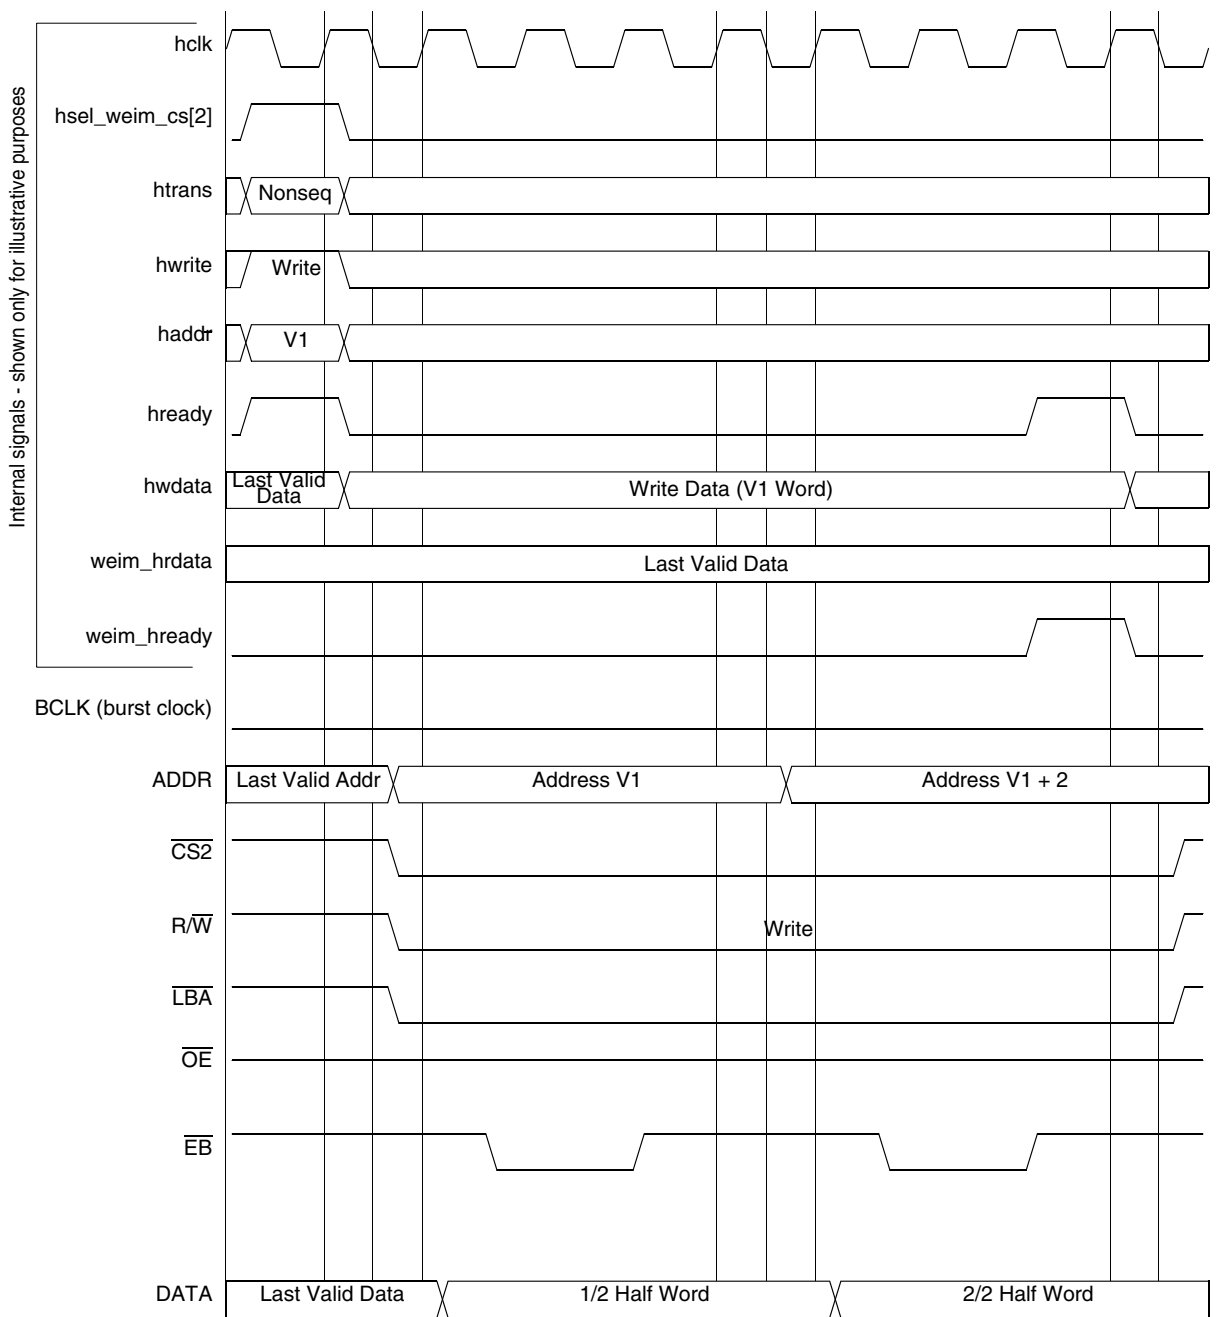 Internal signals - shown only for illustrative purposes
hclk
hsel_weim_cs[2]
htrans
Nonseq
hwrite
Write
haddr
V1
hready
hwdata
Last Valid
Data
Write Data (V1 Word)
weim_hrdata
Last Valid Data
weim_hready
BCLK (burst clock)
ADDR
Last Valid Addr
Address V1
Address V1 + 2
CS2
R/W
Write
LBA
OE
EB
DATA
Last Valid Data
1/2 Half Word
2/2 Half Word